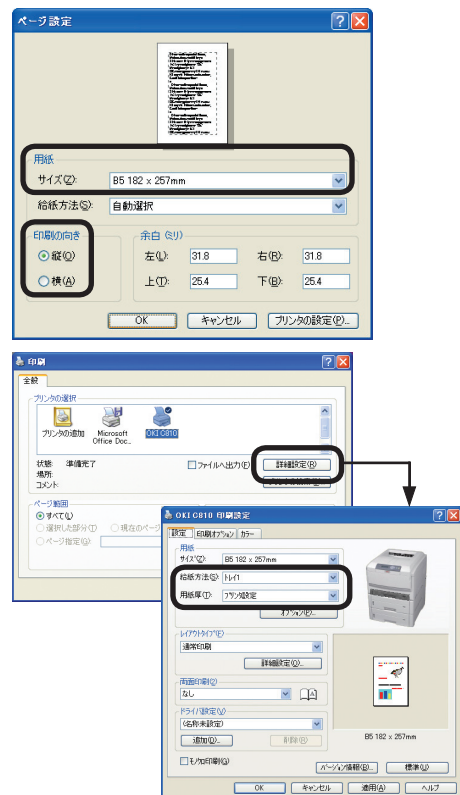 ページ設定
用紙
サイズ(Z): B5 182 x 257mm
給紙方法(S): 自動選択
印刷の向き
縦(O)
横(A)
余白 (ミリ)
左(L): 31.8 右(R): 31.8
上(T): 25.4 下(B): 25.4
OK キャンセル プリンタの設定(P)...
印刷
全般
プリンタの選択
プリンタの追加 Microsoft Office Doc... OKI C810
状態: 準備完了
場所:
コメント:
ファイルへ出力(F) 詳細設定(R)
ページ範囲
すべて(L)
選択した部分(T) 現在のページ
ページ指定(G)
OKI C810 印刷設定
設定 印刷オプション カラー
用紙
サイズ(Z): B5 182 x 257mm
給紙方法(S): トレイ1
用紙厚(T): プリンタ設定
オプション(P)...
レイアウトタイプ(E)
通常印刷
詳細設定(O)...
両面印刷(2)
なし
ドライバ設定(V)
(名称未設定)
追加(D)... 削除(E)
B5 182 x 257mm
モノクロ印刷(G)
バージョン情報(B)... 標準(U)
OK キャンセル 適用(A) ヘルプ